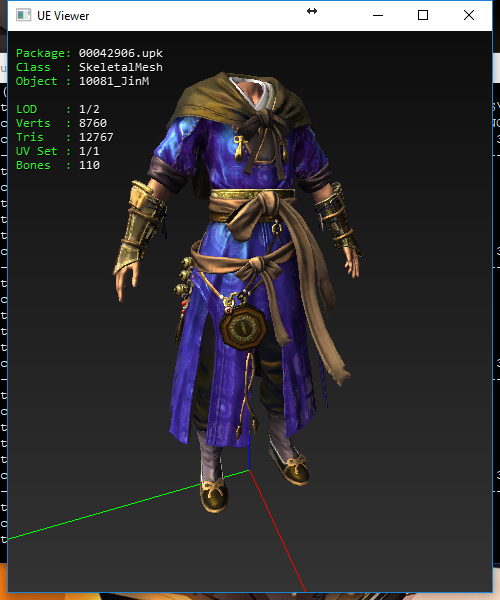 UE Viewer
Package: 00042906.upk
Class : SkeletalMesh
Object : 10081_JinM
LOD : 1/2
Verts : 8760
Tris : 12767
UV Set : 1/1
Bones : 110